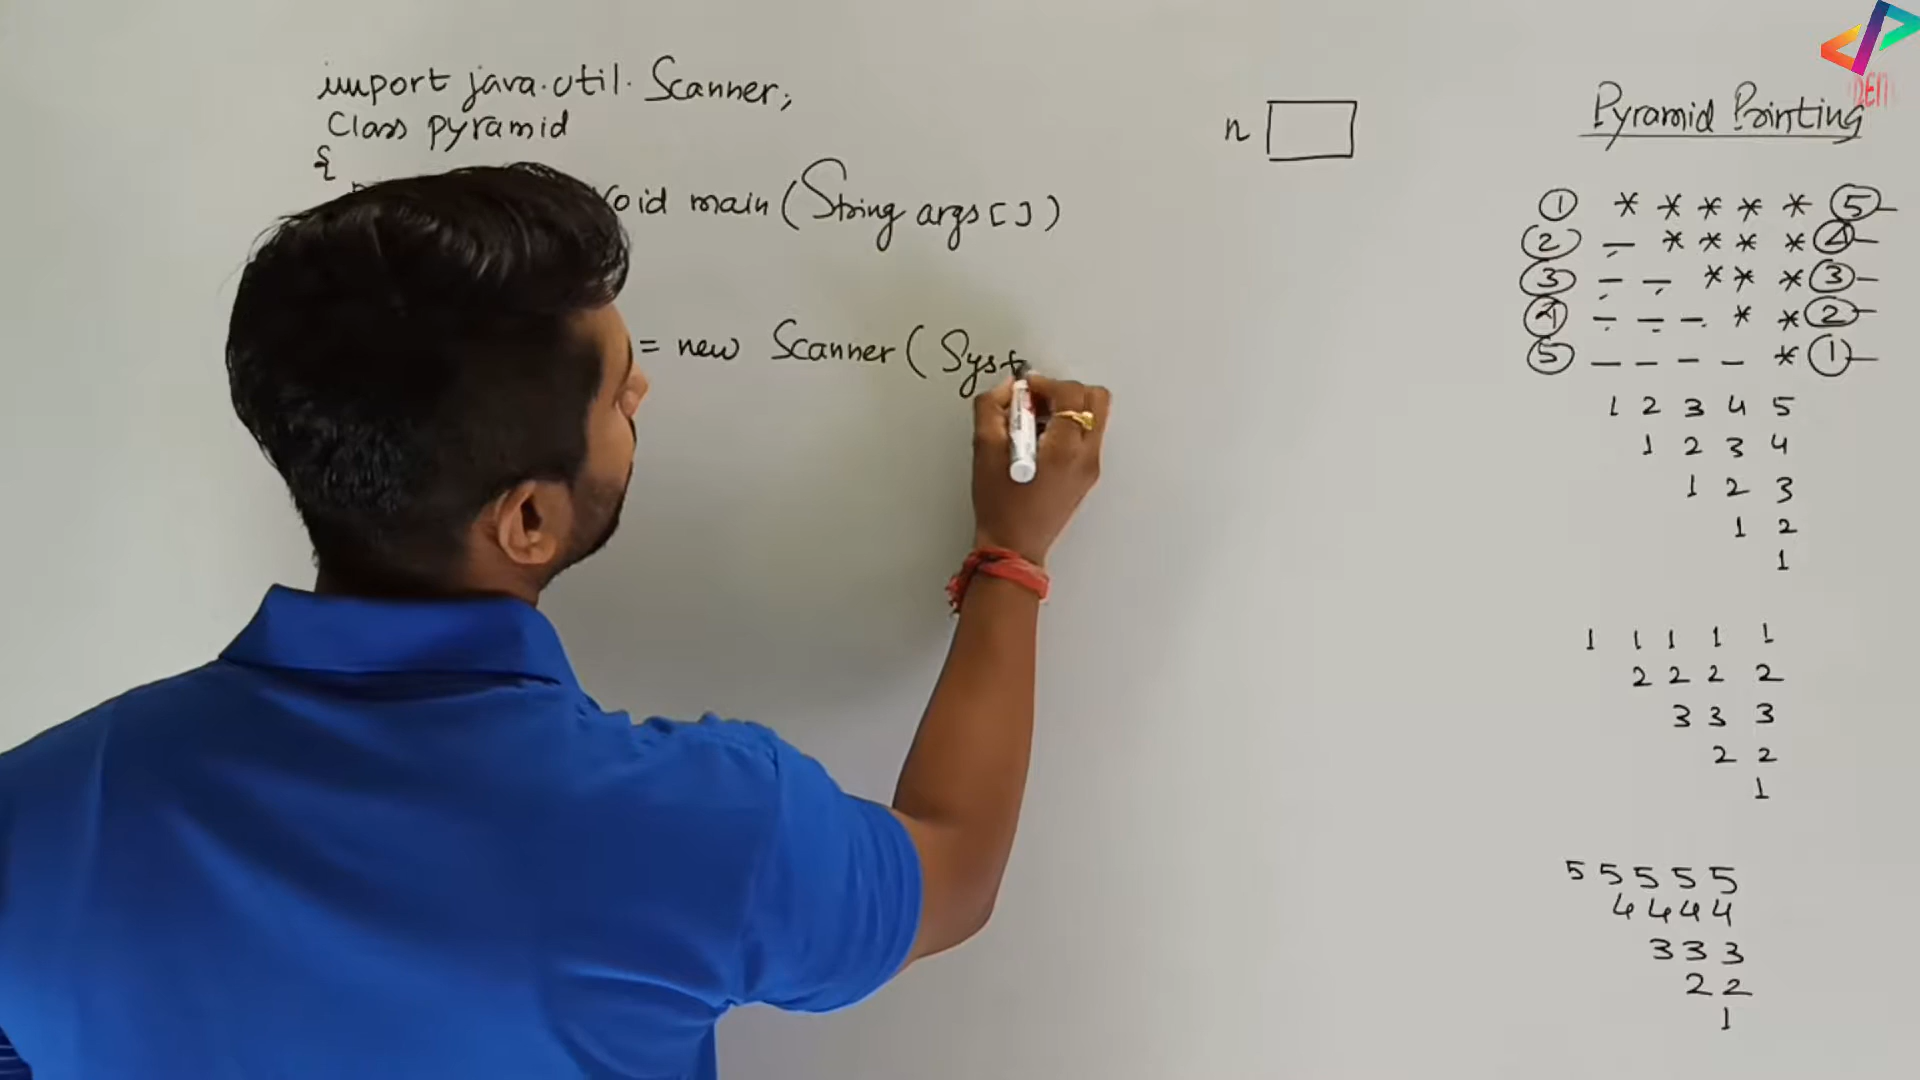 import java.util.Scanner;
Class pyramid
{
void main (String args [ ] )
= new Scanner ( Syst
n
Pyramid Printing
1 * * * * * 5 -
2 - * * * * 4 -
3 - - * * * 3 -
4 - - - * * 2 -
5 - - - - * 1 -
1 2 3 4 5
1 2 3 4
1 2 3
1 2
1
1 1 1 1 1
2 2 2 2
3 3 3
2 2
1
5 5 5 5 5
4 4 4 4
3 3 3
2 2
1